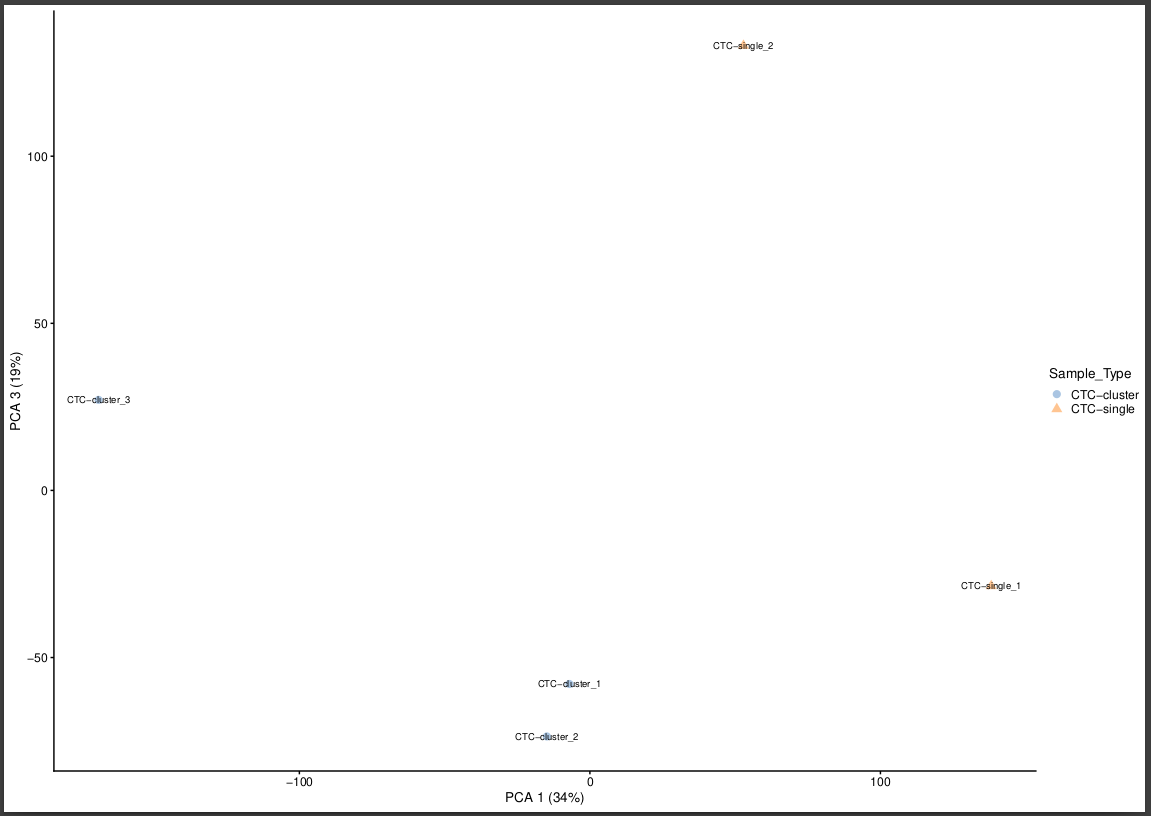 CTC−single_2
100
50
PCA 3 (19%)
Sample_Type
CTC−cluster
CTC−single
CTC−cluster_3
0
CTC−single_1
−50
CTC−cluster_1
CTC−cluster_2
−100
0
100
PCA 1 (34%)